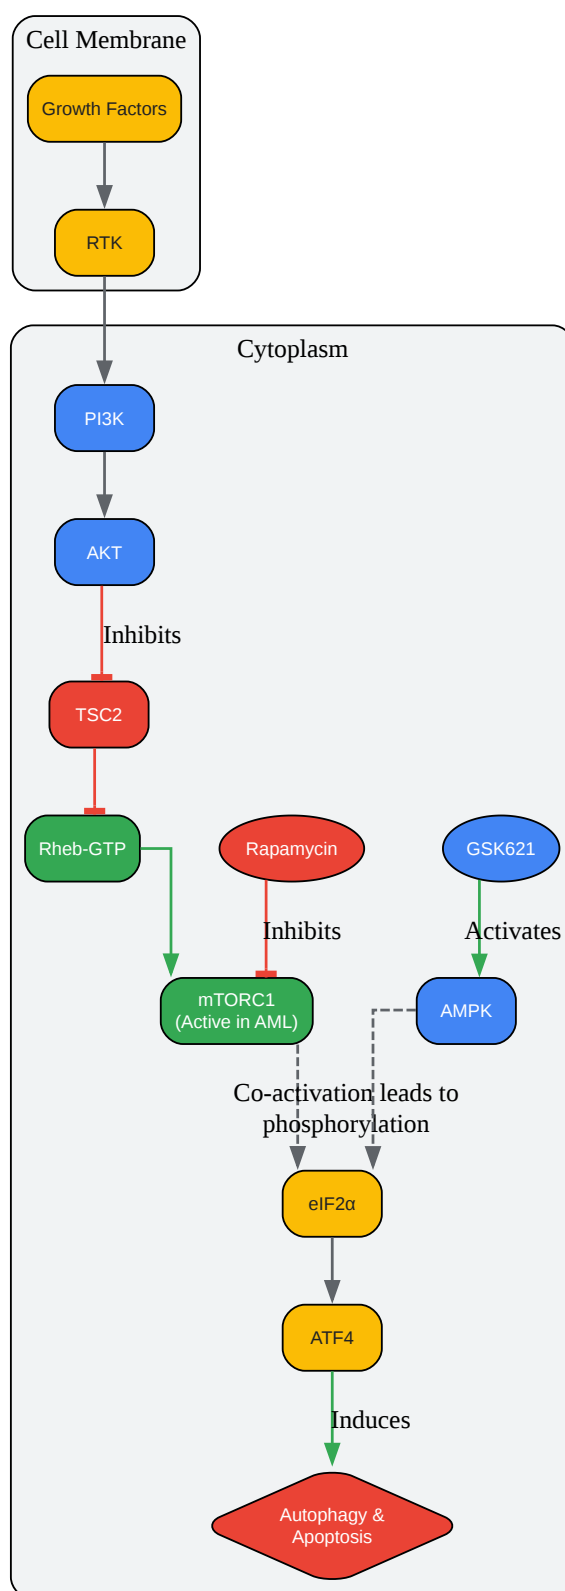 Cell Membrane
Growth Factors
RTK
Cytoplasm
PI3K
AKT
Inhibits
TSC2
Rheb-GTP
Rapamycin
GSK621
Inhibits
Activates
mTORC1
(Active in AML)
AMPK
Co-activation leads to
phosphorylation
eIF2α
ATF4
Induces
Autophagy &
Apoptosis